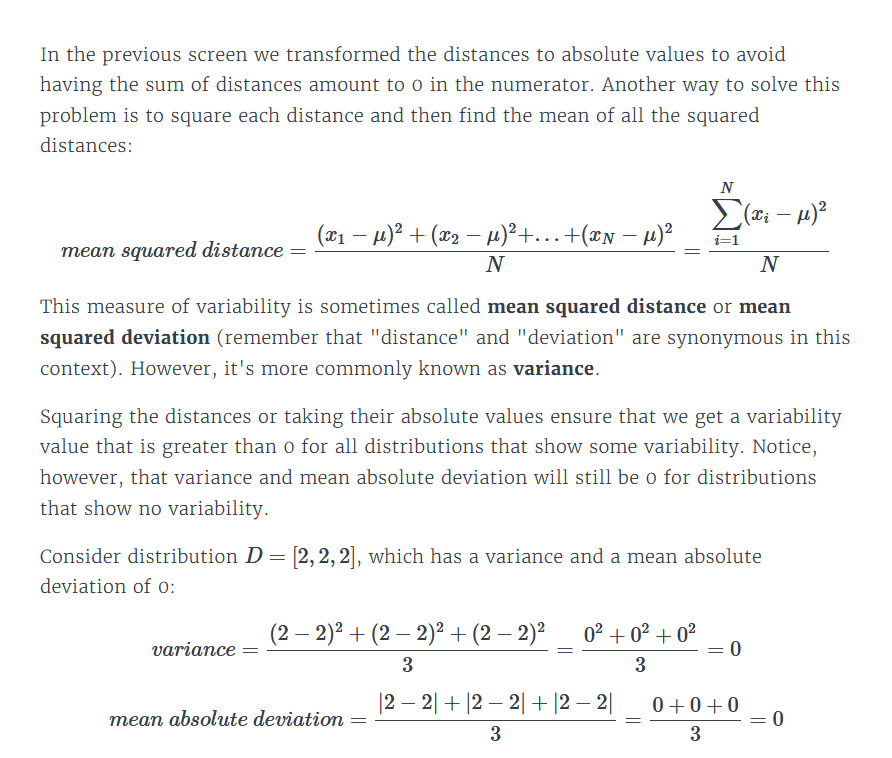 In the previous screen we transformed the distances to absolute values to avoid
having the sum of distances amount to 0 in the numerator. Another way to solve this
problem is to square each distance and then find the mean of all the squared
distances:
mean squared distance = \frac{(x_1 − μ)^2 + (x_2 − μ)^2+…+(x_N − μ)^2}{N} = \frac{\sum_{i=1}^{N}(x_i − μ)^2}{N}
This measure of variability is sometimes called mean squared distance or mean
squared deviation (remember that "distance" and "deviation" are synonymous in this
context). However, it's more commonly known as variance.
Squaring the distances or taking their absolute values ensure that we get a variability
value that is greater than 0 for all distributions that show some variability. Notice,
however, that variance and mean absolute deviation will still be 0 for distributions
that show no variability.
Consider distribution D = [2, 2, 2], which has a variance and a mean absolute
deviation of 0:
variance = \frac{(2 − 2)^2 + (2 − 2)^2 + (2 − 2)^2}{3} = \frac{0^2 + 0^2 + 0^2}{3} = 0
mean absolute deviation = \frac{|2 − 2| + |2 − 2| + |2 − 2|}{3} = \frac{0 + 0 + 0}{3} = 0